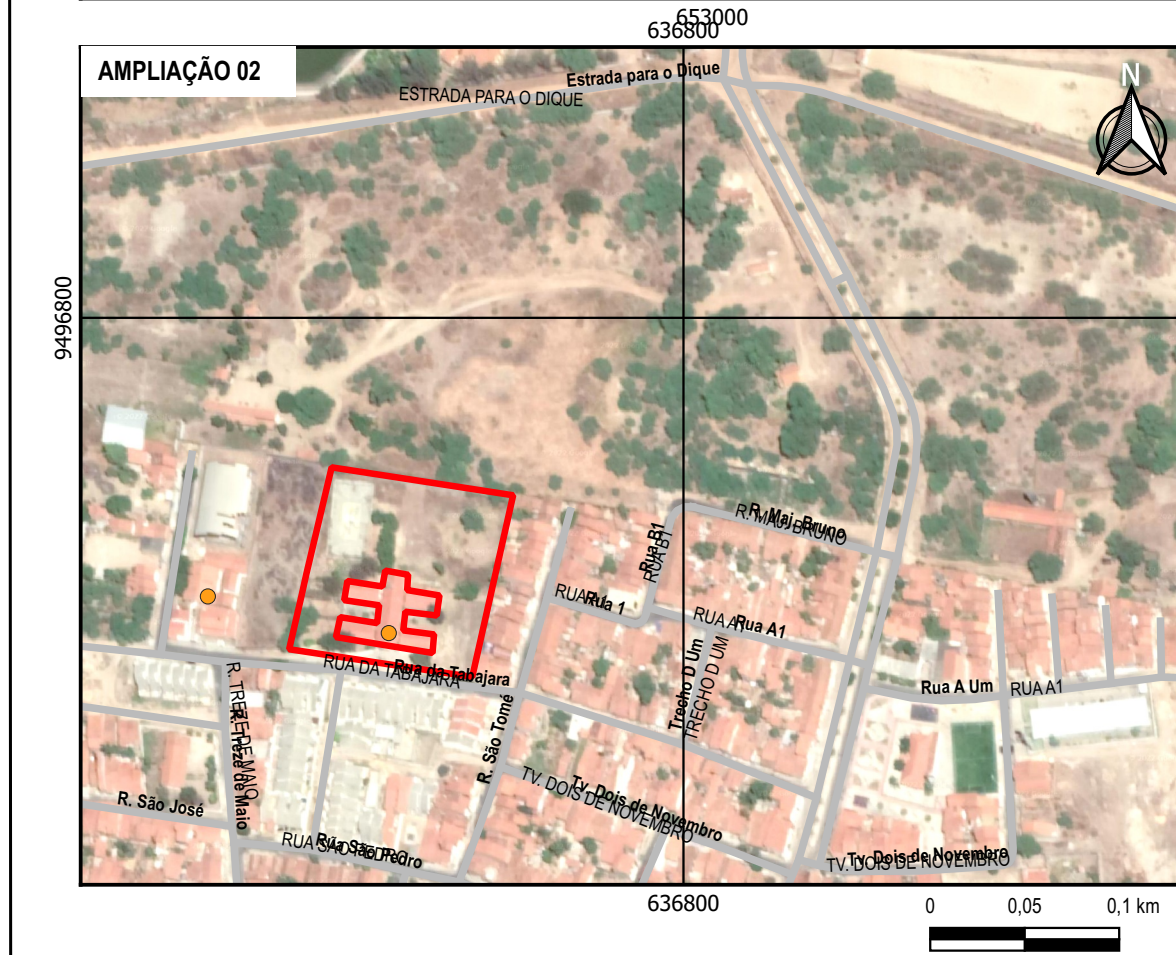 653000
636800
AMPLIAÇÃO 02
N
Estrada para o Dique
ESTRADA PARA O DIQUE
9496800
R. Maj. Bruno
R. MAJ. BRUNO
Rua B1
RUA B1
Rua 1
RUA A1
Rua A1
Rua da Tabajara
RUA DA TABAJARA
R. TREZE DE MAIO
R. Treze de Maio
R. São Tomé
Trecho D Um
TRECHO D UM
Rua A Um
RUA A1
Tv. Dois de Novembro
TV. DOIS DE NOVEMBRO
R. São José
Rua São Pedro
RUA SÃO PEDRO
Tv. Dois de Novembro
TV. DOIS DE NOVEMBRO
636800
0 0,05 0,1 km